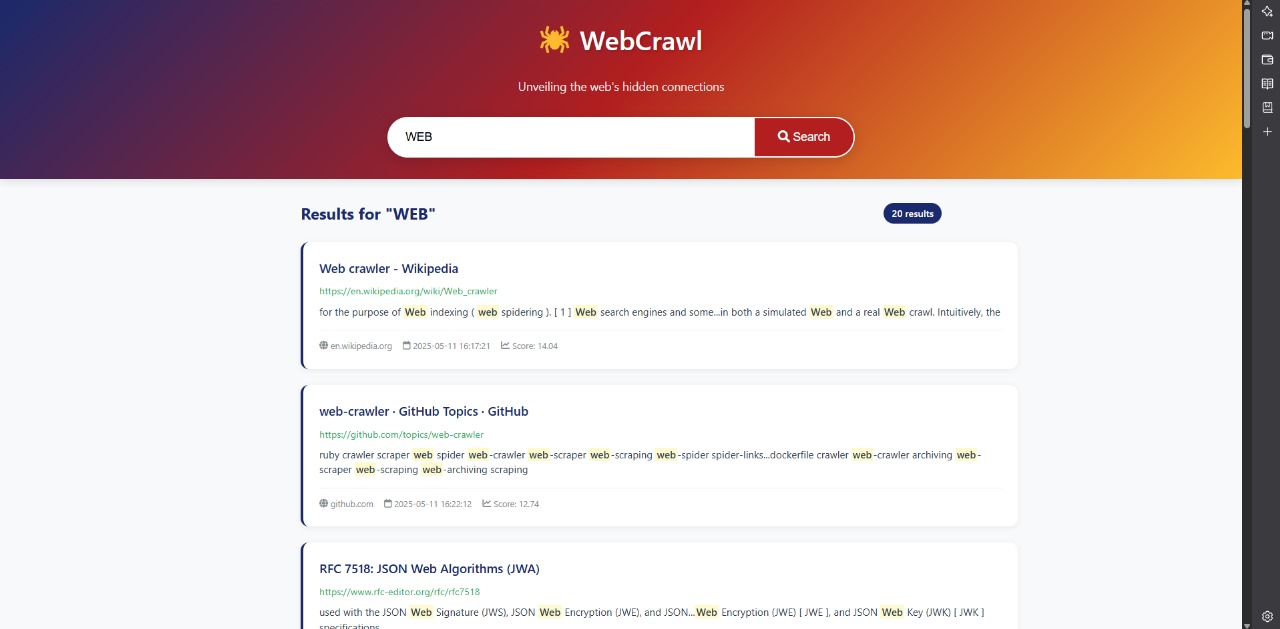 WebCrawl
Unveiling the web's hidden connections
WEB
Search
Results for "WEB"
20 results
Web crawler - Wikipedia
https://en.wikipedia.org/wiki/Web_crawler
for the purpose of Web indexing ( web spidering ). [ 1 ] Web search engines and some...in both a simulated Web and a real Web crawl. Intuitively, the
en.wikipedia.org 2025-05-11 16:17:21 Score: 14.04
web-crawler · GitHub Topics · GitHub
https://github.com/topics/web-crawler
ruby crawler scraper web spider web -crawler web -scraper web -scraping web -spider spider-links...dockerfile crawler web -crawler archiving web -
scraper web -scraping web -archiving scraping
github.com 2025-05-11 16:22:12 Score: 12.74
RFC 7518: JSON Web Algorithms (JWA)
https://www.rfc-editor.org/rfc/rfc7518
used with the JSON Web Signature (JWS), JSON Web Encryption (JWE), and JSON...Web Encryption (JWE) [ JWE ], and JSON Web Key (JWK) [ JWK ]
specifications